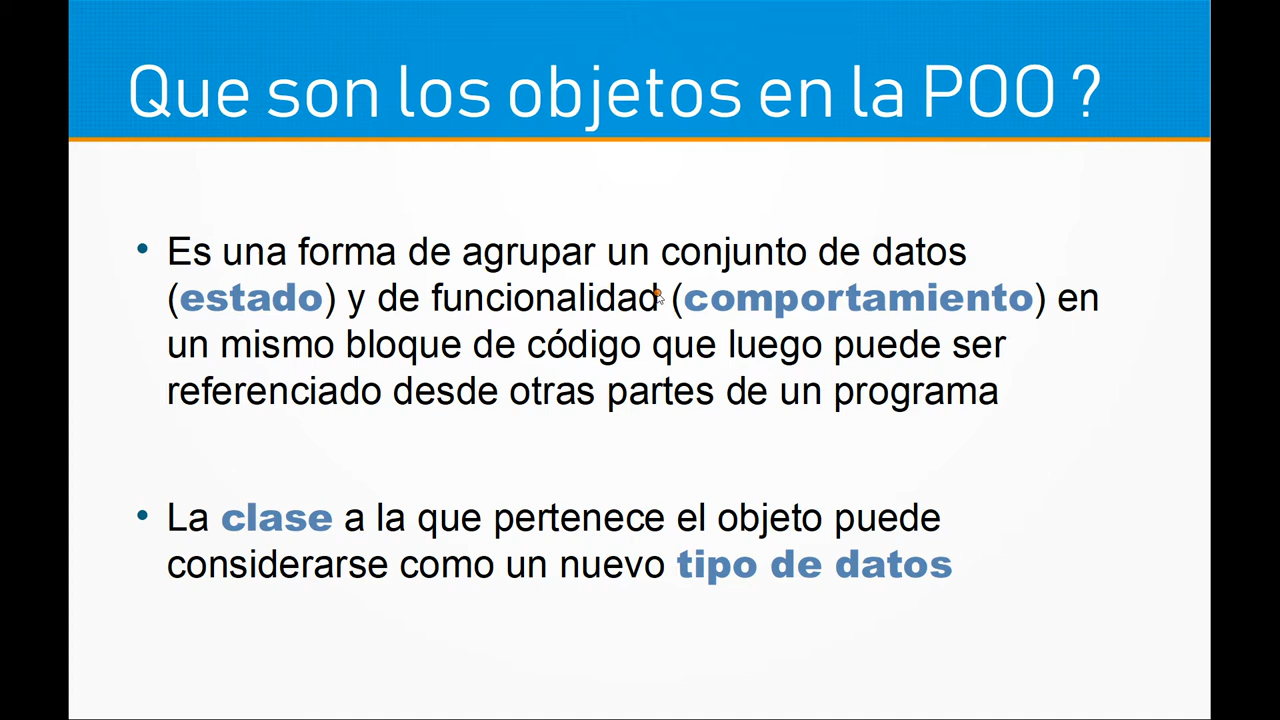 Que son los objetos en la POO ?
• Es una forma de agrupar un conjunto de datos
(estado) y de funcionalidad (comportamiento) en
un mismo bloque de código que luego puede ser
referenciado desde otras partes de un programa
• La clase a la que pertenece el objeto puede
considerarse como un nuevo tipo de datos